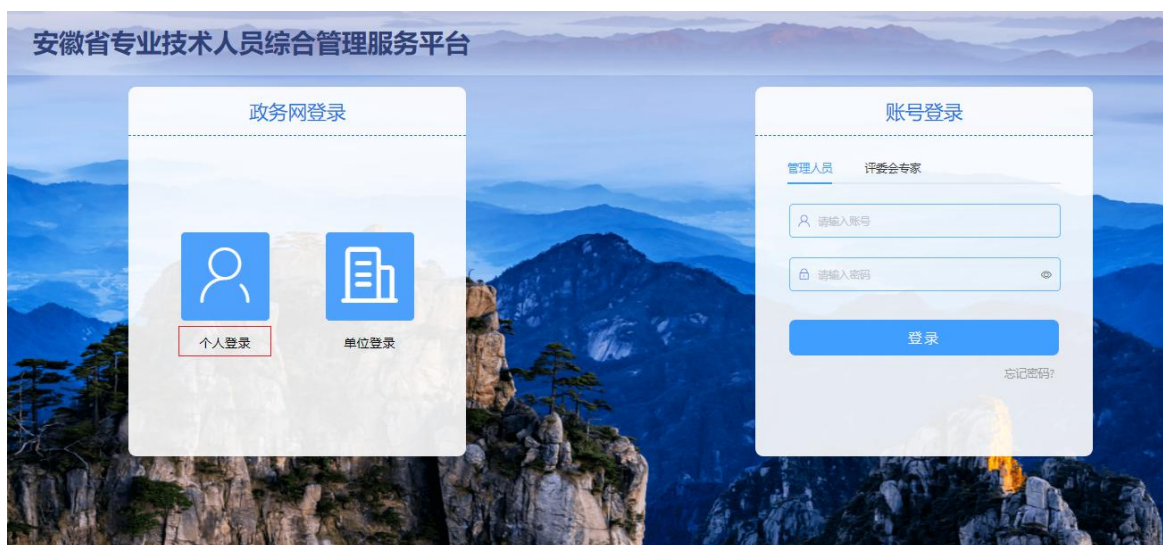 安徽省专业技术人员综合管理服务平台
政务网登录
个人登录
单位登录
账号登录
管理人员 评委会专家
请输入账号
请输入密码
登录
忘记密码?